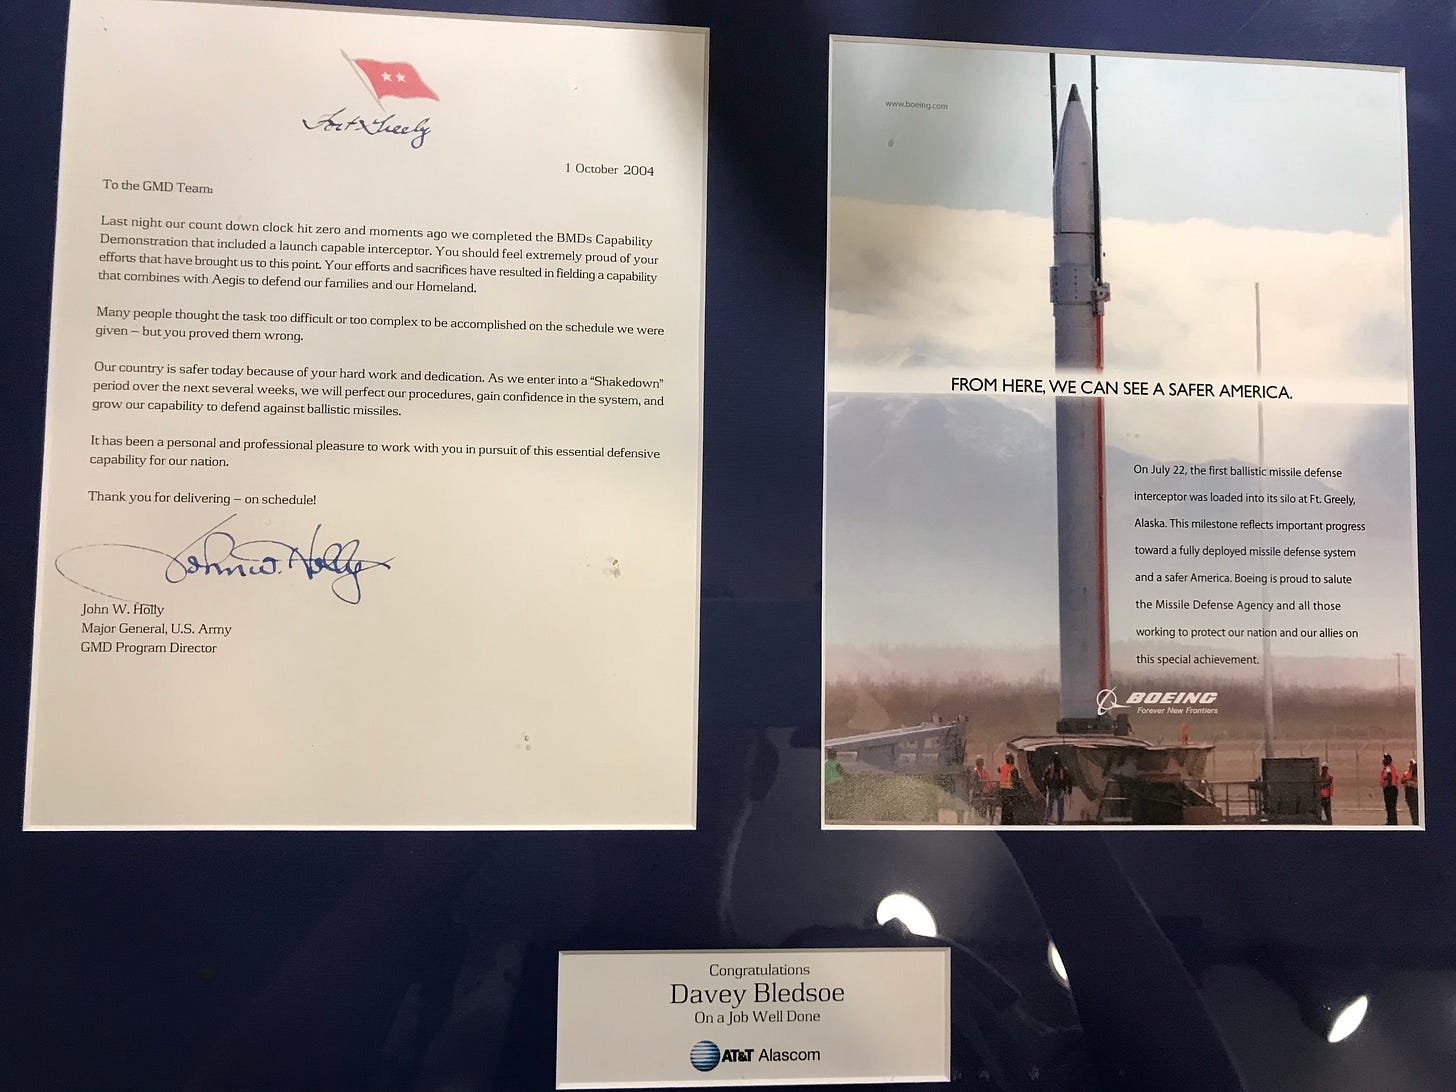 Fort Greely
1 October 2004
To the GMD Team:
Last night our count down clock hit zero and moments ago we completed the BMDs Capability
Demonstration that included a launch capable interceptor. You should feel extremely proud of your
efforts that have brought us to this point. Your efforts and sacrifices have resulted in fielding a capability
that combines with Aegis to defend our families and our Homeland.
Many people thought the task too difficult or too complex to be accomplished on the schedule we were
given – but you proved them wrong.
Our country is safer today because of your hard work and dedication. As we enter into a “Shakedown”
period over the next several weeks, we will perfect our procedures, gain confidence in the system, and
grow our capability to defend against ballistic missiles.
It has been a personal and professional pleasure to work with you in pursuit of this essential defensive
capability for our nation.
Thank you for delivering – on schedule!
John W. Holly
John W. Holly
Major General, U.S. Army
GMD Program Director
www.boeing.com
FROM HERE, WE CAN SEE A SAFER AMERICA.
On July 22, the first ballistic missile defense
interceptor was loaded into its silo at Ft. Greely,
Alaska. This milestone reflects important progress
toward a fully deployed missile defense system
and a safer America. Boeing is proud to salute
the Missile Defense Agency and all those
working to protect our nation and our allies on
this special achievement.
BOEING
Forever New Frontiers
Congratulations
Davey Bledsoe
On a Job Well Done
AT&T Alascom